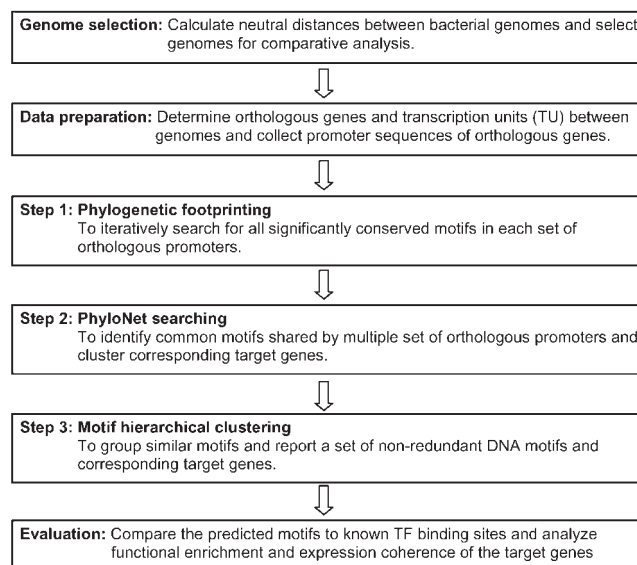 Genome selection: Calculate neutral distances between bacterial genomes and select
genomes for comparative analysis.
Data preparation: Determine orthologous genes and transcription units (TU) between
genomes and collect promoter sequences of orthologous genes.
Step 1: Phylogenetic footprinting
To iteratively search for all significantly conserved motifs in each set of
orthologous promoters.
Step 2: PhyloNet searching
To identify common motifs shared by multiple set of orthologous promoters and
cluster corresponding target genes.
Step 3: Motif hierarchical clustering
To group similar motifs and report a set of non-redundant DNA motifs and
corresponding target genes.
Evaluation: Compare the predicted motifs to known TF binding sites and analyze
functional enrichment and expression coherence of the target genes